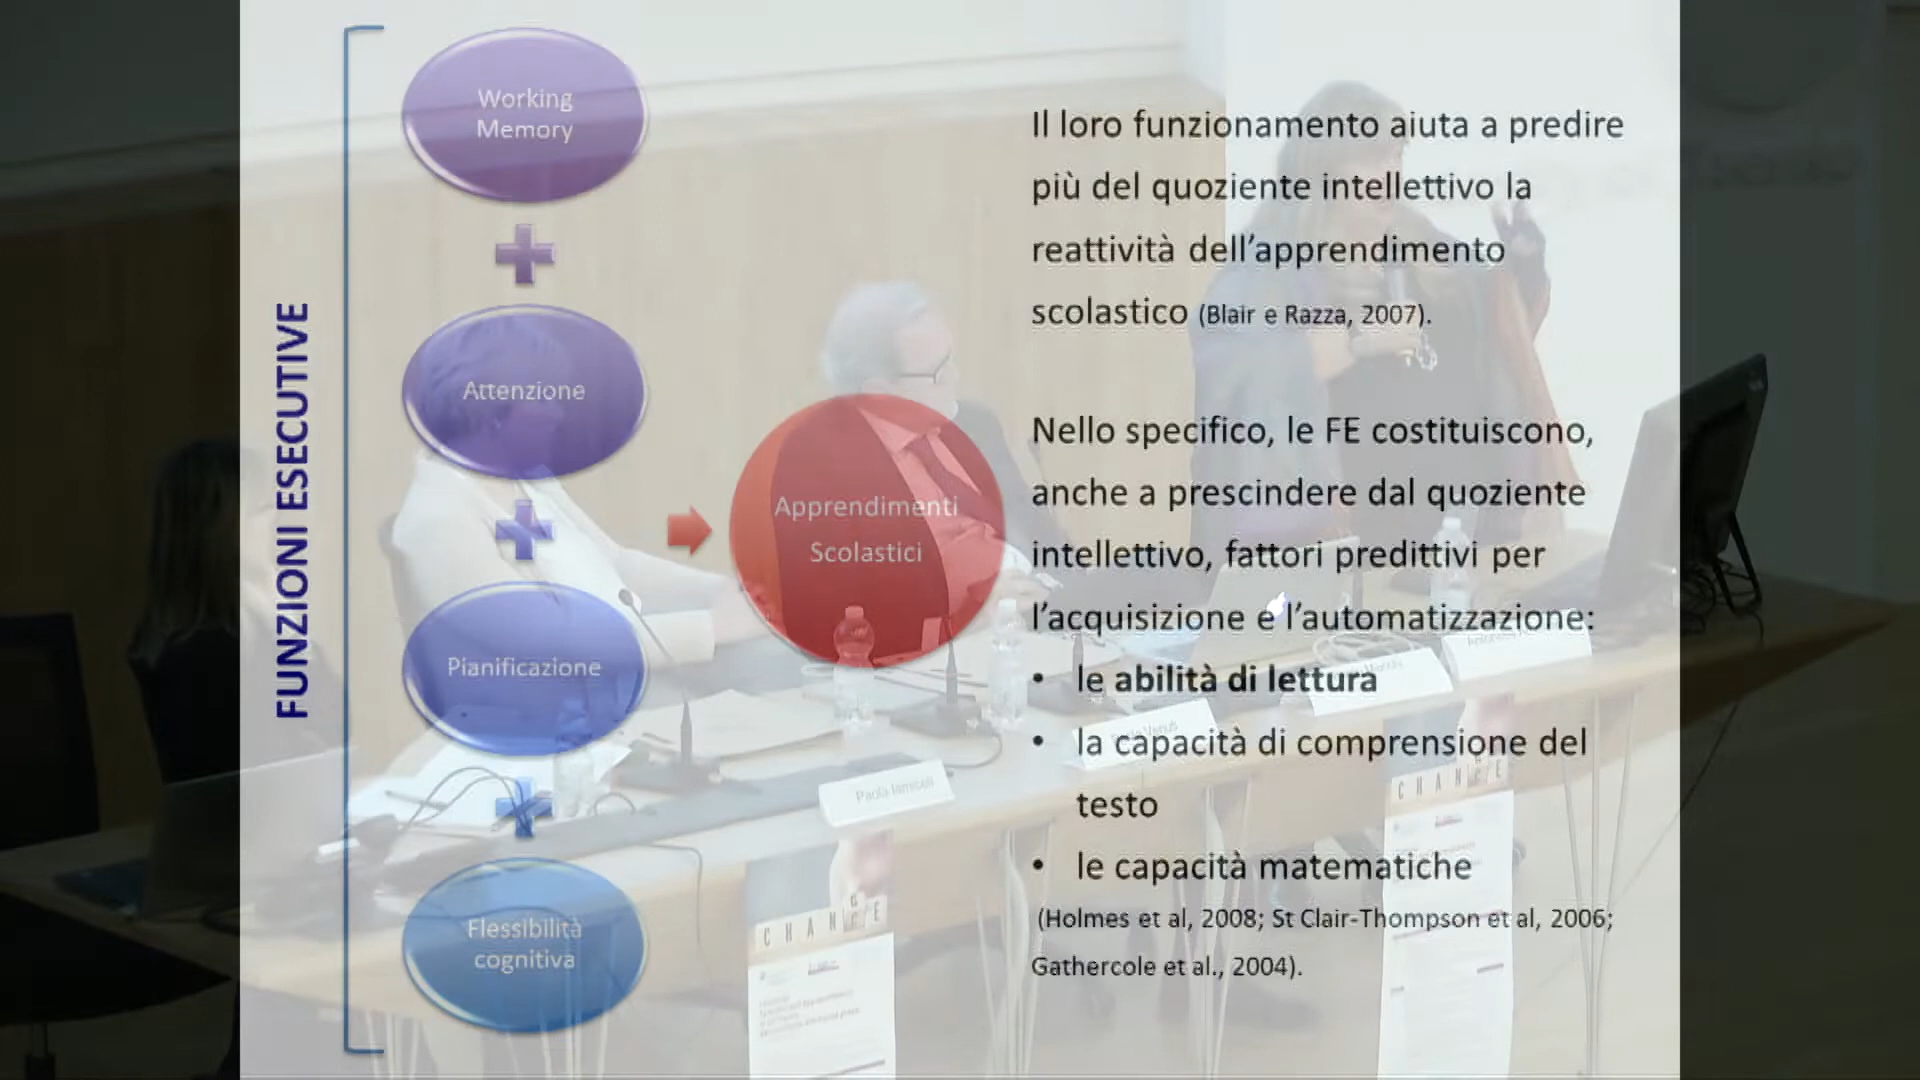 FUNZIONI ESECUTIVE
Working
Memory
Attenzione
Pianificazione
Flessibilità
cognitiva
Apprendimenti
Scolastici
Il loro funzionamento aiuta a predire
più del quoziente intellettivo la
reattività dell’apprendimento
scolastico (Blair e Razza, 2007).
Nello specifico, le FE costituiscono,
anche a prescindere dal quoziente
intellettivo, fattori predittivi per
l’acquisizione e l’automatizzazione:
• le abilità di lettura
• la capacità di comprensione del
testo
• le capacità matematiche
(Holmes et al, 2008; St Clair-Thompson et al, 2006;
Gathercole et al., 2004).
Paola
CHANGE
CHANGE